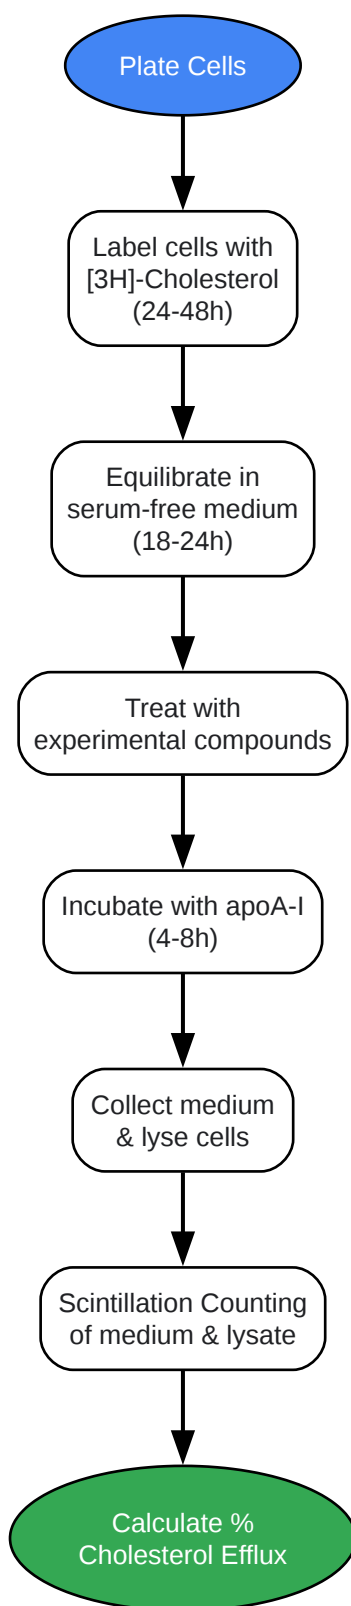 Plate Cells
Label cells with
[3H]-Cholesterol
(24-48h)
Equilibrate in
serum-free medium
(18-24h)
Treat with
experimental compounds
Incubate with apoA-I
(4-8h)
Collect medium
& lyse cells
Scintillation Counting
of medium & lysate
Calculate %
Cholesterol Efflux